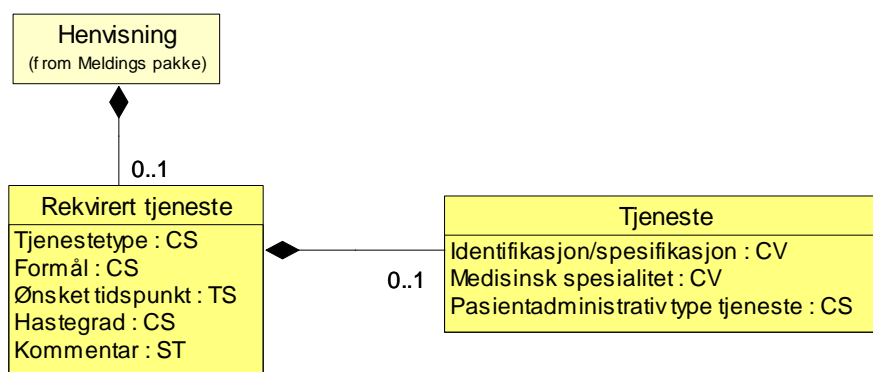 Henvisning
(from Meldings pakke)
0..1
Rekvirert tjeneste
Tjenestetype : CS
Formål : CS
Ønsket tidspunkt : TS
Hastegrad : CS
Kommentar : ST
0..1
Tjeneste
Identifikasjon/spesifikasjon : CV
Medisinsk spesialitet : CV
Pasientadministrativ type tjeneste : CS